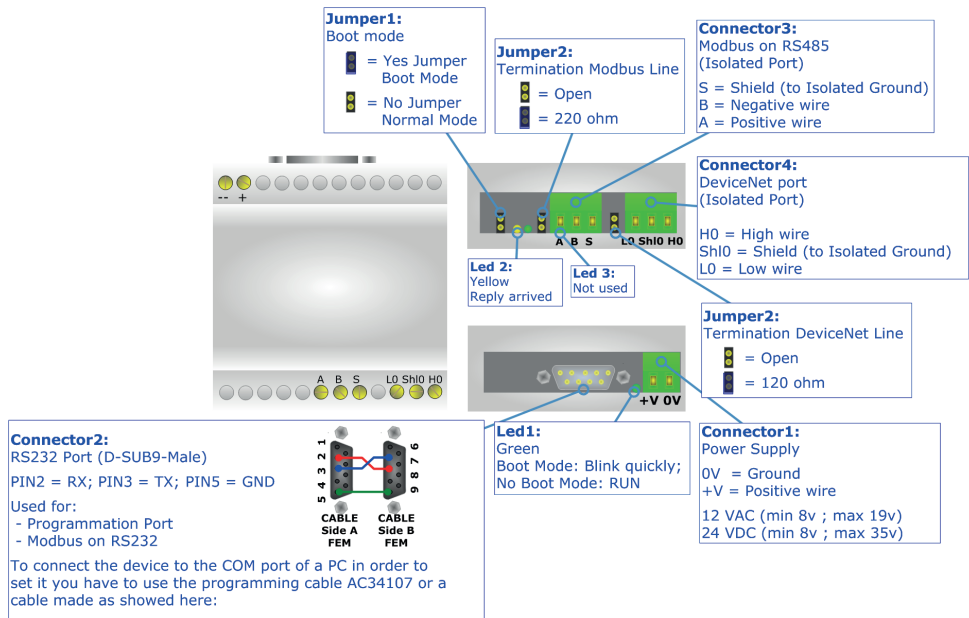 Jumper1:
Boot mode
= Yes Jumper
Boot Mode
= No Jumper
Normal Mode
Jumper2:
Termination Modbus Line
= Open
= 220 ohm
Connector3:
Modbus on RS485
(Isolated Port)
S = Shield (to Isolated Ground)
B = Negative wire
A = Positive wire
-- +
A B S L0 Shl0 H0
Connector4:
DeviceNet port
(Isolated Port)
H0 = High wire
Shl0 = Shield (to Isolated Ground)
L0 = Low wire
Led 2:
Yellow
Reply arrived
Led 3:
Not used
Jumper2:
Termination DeviceNet Line
= Open
= 120 ohm
A B S L0 Shl0 H0
+V 0V
Connector2:
RS232 Port (D-SUB9-Male)
PIN2 = RX; PIN3 = TX; PIN5 = GND
Used for:
- Programmation Port
- Modbus on RS232
To connect the device to the COM port of a PC in order to
set it you have to use the programming cable AC34107 or a
cable made as showed here:
1
2
3
4
5
6
7
8
9
CABLE
Side A
FEM
CABLE
Side B
FEM
Led1:
Green
Boot Mode: Blink quickly;
No Boot Mode: RUN
Connector1:
Power Supply
0V = Ground
+V = Positive wire
12 VAC (min 8v ; max 19v)
24 VDC (min 8v ; max 35v)